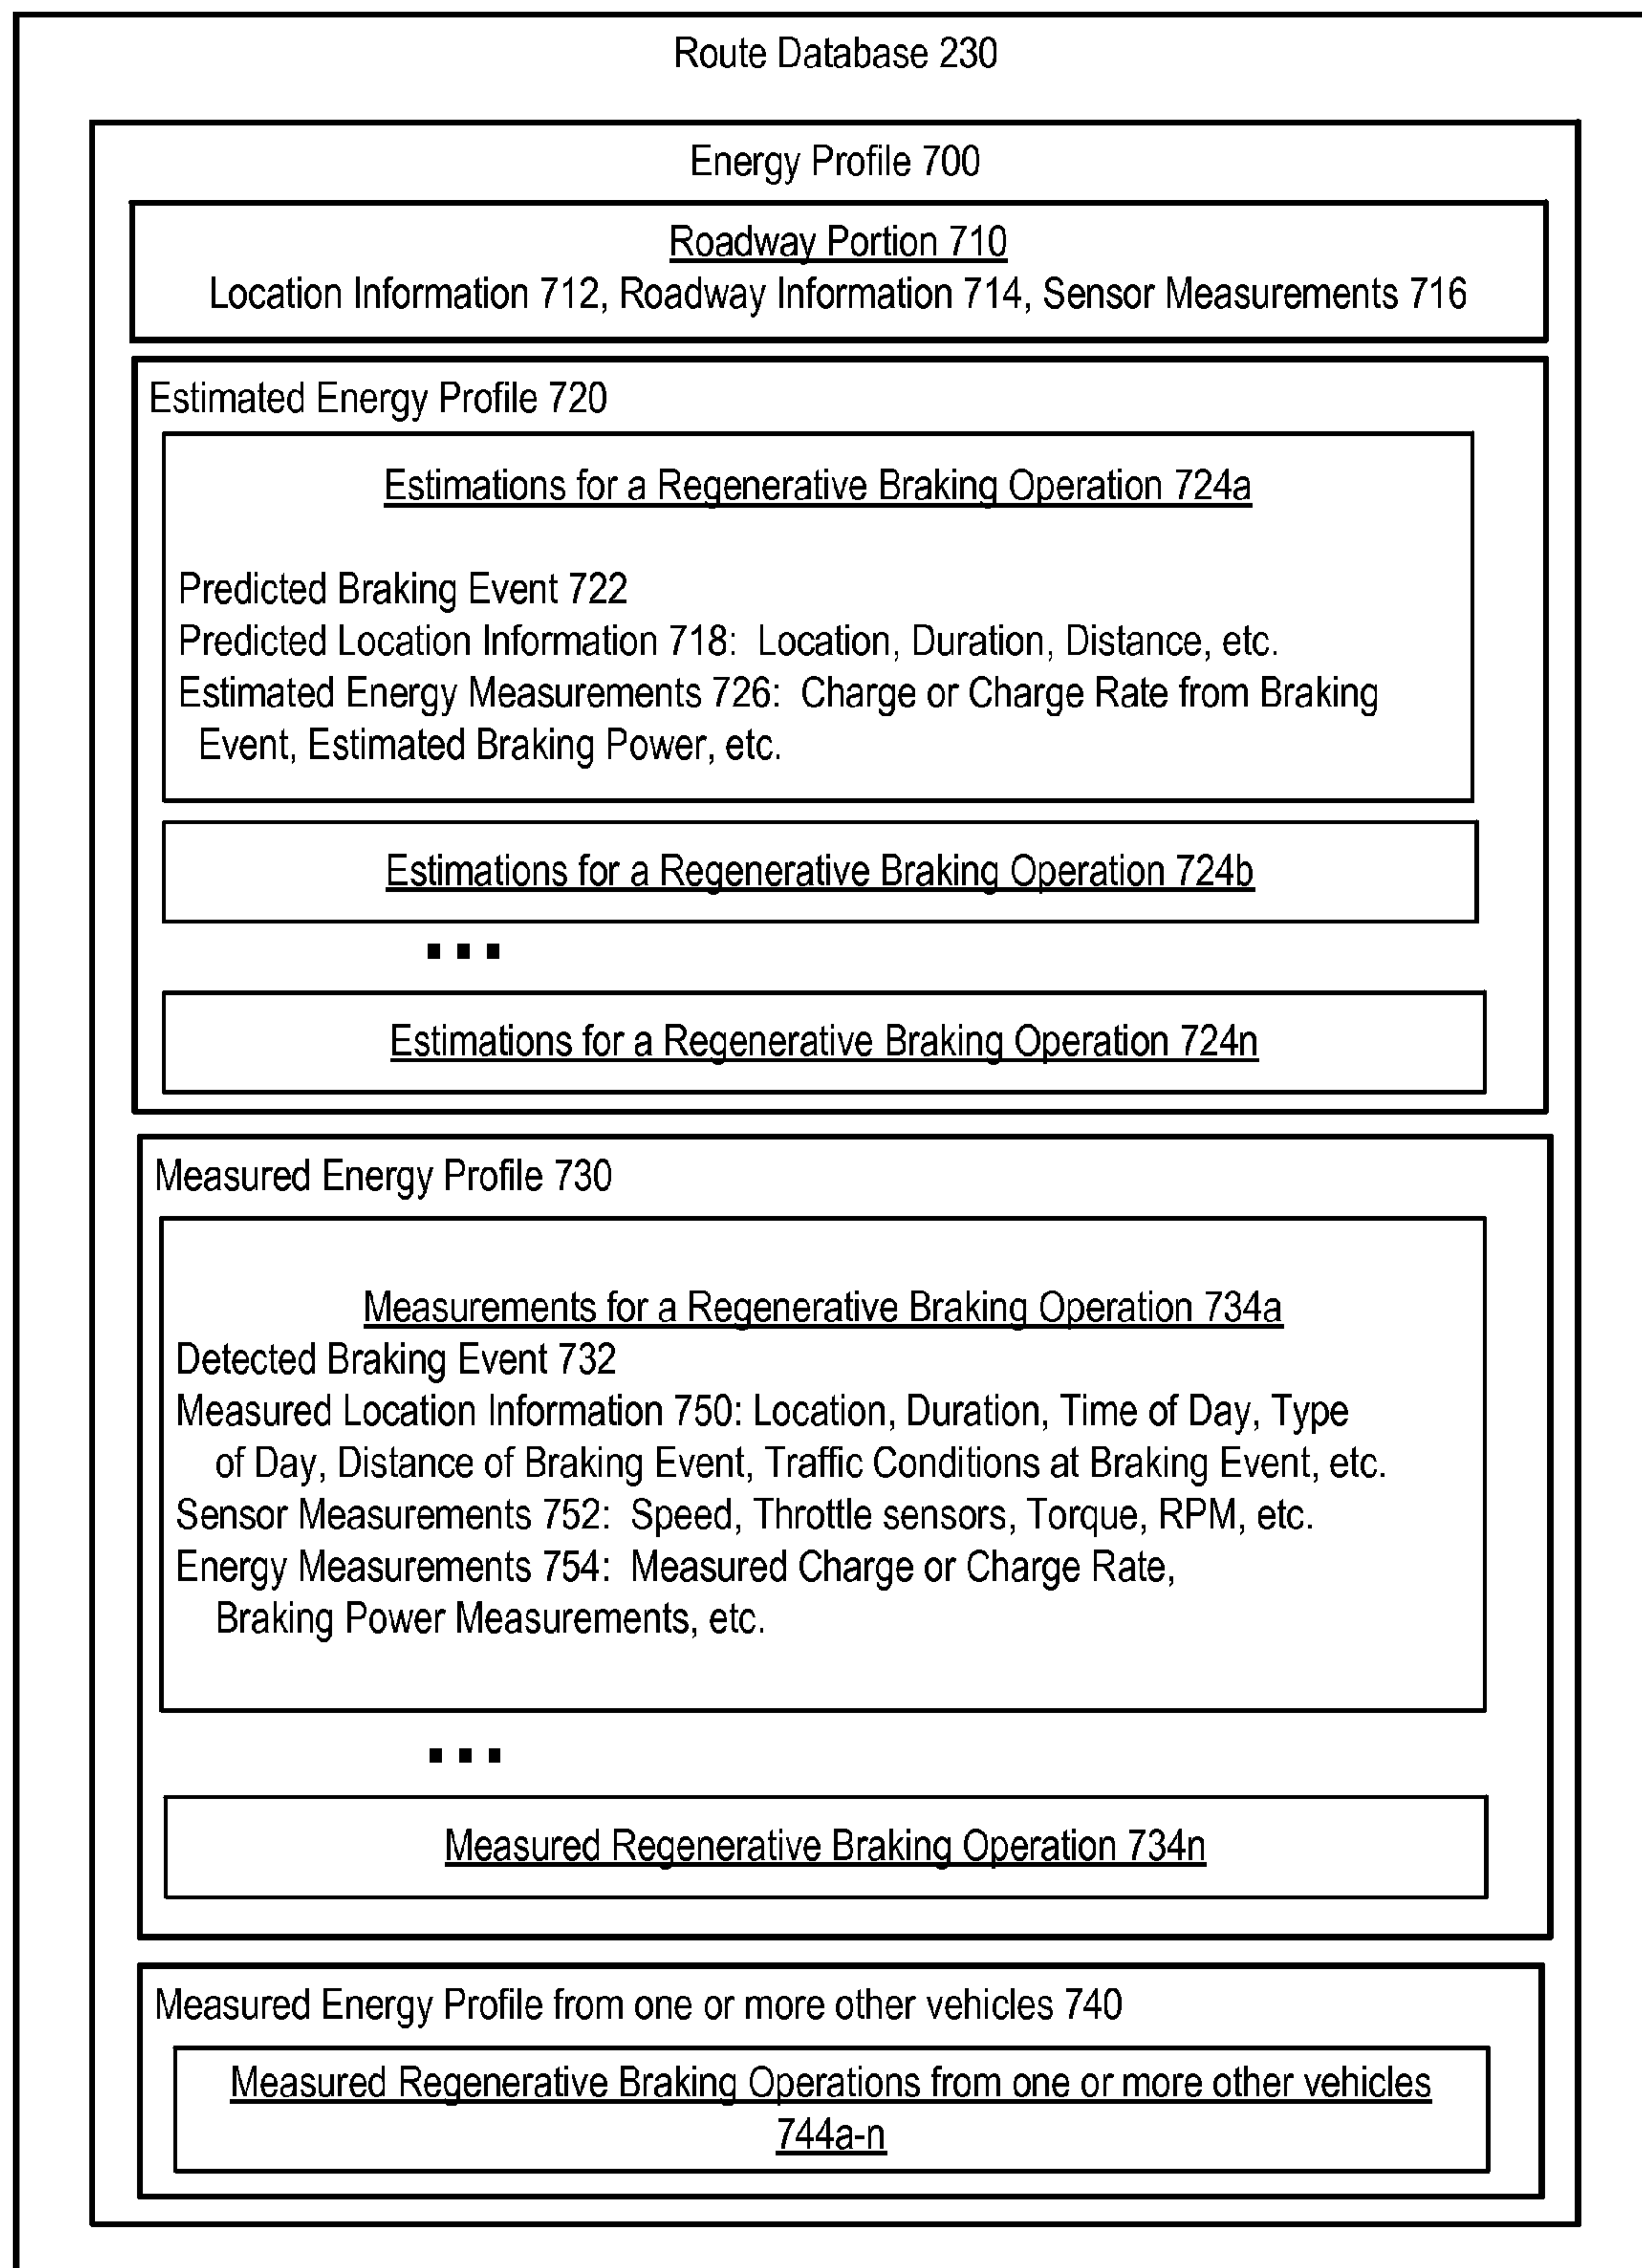 Route Database 230
Energy Profile 700
Roadway Portion 710
Location Information 712, Roadway Information 714, Sensor Measurements 716
Estimated Energy Profile 720
Estimations for a Regenerative Braking Operation 724a
Predicted Braking Event 722
Predicted Location Information 718: Location, Duration, Distance, etc.
Estimated Energy Measurements 726: Charge or Charge Rate from Braking
Event, Estimated Braking Power, etc.
Estimations for a Regenerative Braking Operation 724b
...
Estimations for a Regenerative Braking Operation 724n
Measured Energy Profile 730
Measurements for a Regenerative Braking Operation 734a
Detected Braking Event 732
Measured Location Information 750: Location, Duration, Time of Day, Type
of Day, Distance of Braking Event, Traffic Conditions at Braking Event, etc.
Sensor Measurements 752: Speed, Throttle sensors, Torque, RPM, etc.
Energy Measurements 754: Measured Charge or Charge Rate,
Braking Power Measurements, etc.
...
Measured Regenerative Braking Operation 734n
Measured Energy Profile from one or more other vehicles 740
Measured Regenerative Braking Operations from one or more other vehicles
744a-n